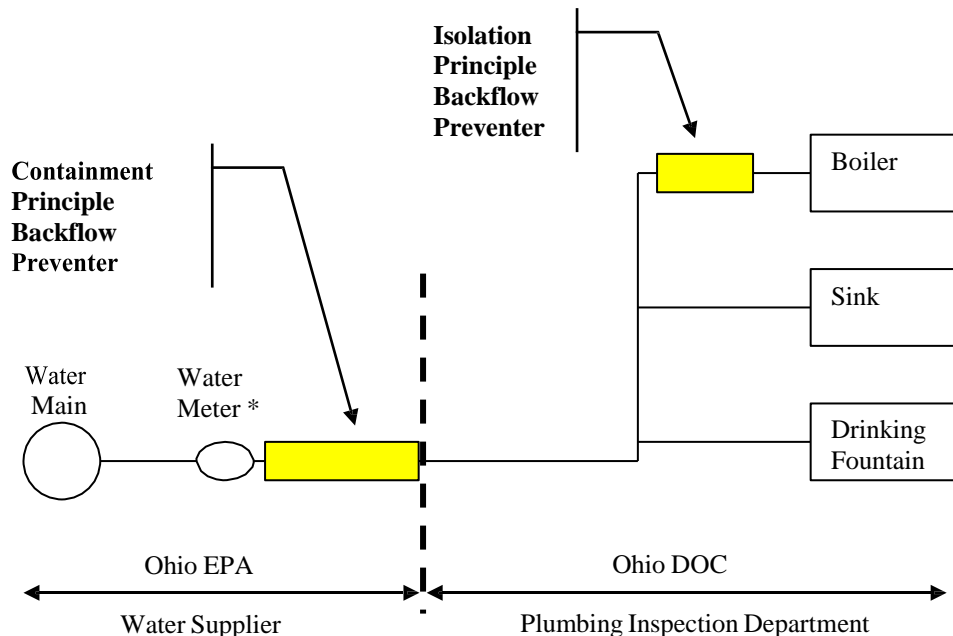 Isolation
Principle
Backflow
Preventer
Containment
Principle
Backflow
Preventer
Boiler
Sink
Water
Main
Water
Meter *
Drinking
Fountain
Ohio EPA
Ohio DOC
Water Supplier
Plumbing Inspection Department